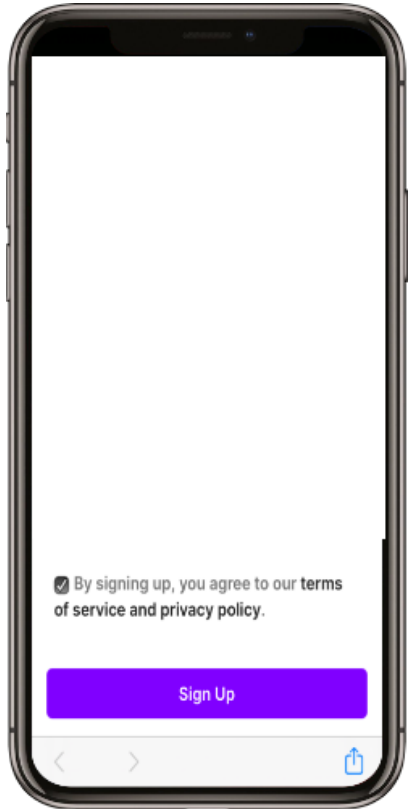 By signing up, you agree to our terms
of service and privacy policy.
Sign Up